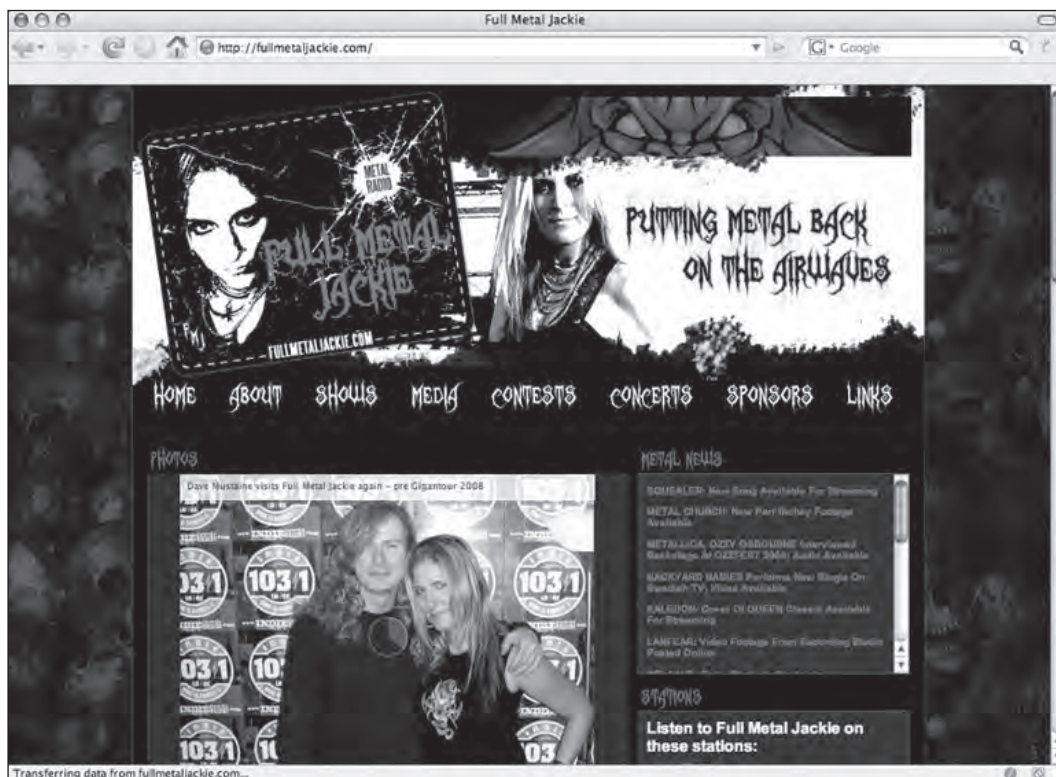 Full Metal Jackie
http://fullmetaljackie.com/
Google
METAL
RADIO
FULL METAL
JACKIE
FMJ
FULLMETALJACKIE.COM
PUTTING METAL BACK
ON THE AIRWAVES
HOME ABOUT SHOWS MEDIA CONTESTS CONCERTS SPONSORS LINKS
PHOTOS
Dave Mustaine visits Full Metal Jackie again – pre Gigantour 2008
INDIE
103/1
METAL NEWS
SQUEALER: New Song Available For Streaming
METAL CHURCH: New Part Footage
Available
METALLICA, OZZY OSBOURNE Interviewed
Backstage At OZZFEST 2008; Audio Available
BACKYARD BABIES Performs New Single On
Swedish TV; Video Available
KALEDON: Cover Of QUEEN Classic Available
For Streaming
LANFEAR: Video Footage From Recording Studio
Posted Online
STATIONS
Listen to Full Metal Jackie on
these stations:
Transferring data from fullmetaljackie.com...